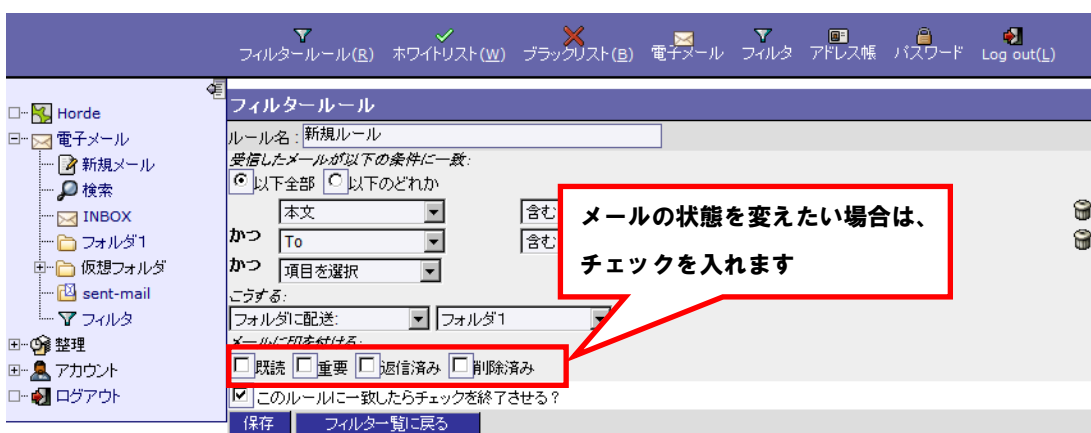 フィルタールール(R) ホワイトリスト(W) ブラックリスト(B) 電子メール フィルタ アドレス帳 パスワード Log out(L)
Horde
電子メール
新規メール
検索
INBOX
フォルダ1
仮想フォルダ
sent-mail
フィルタ
整理
アカウント
ログアウト
フィルタールール
ルール名 : 新規ルール
受信したメールが以下の条件に一致:
以下全部 以下のどれか
本文 含む
かつ To 含む
かつ 項目を選択
こうする:
フォルダに配送: フォルダ1
メールに印を付ける:
既読 重要 返信済み 削除済み
このルールに一致したらチェックを終了させる？
保存 フィルター覧に戻る
メールの状態を変えたい場合は、
チェックを入れます